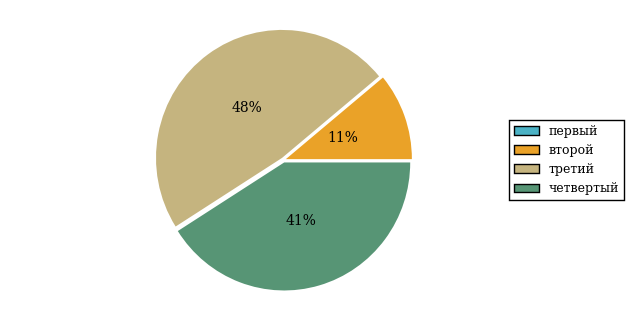 48%
11%
41%
первый
второй
третий
четвертый